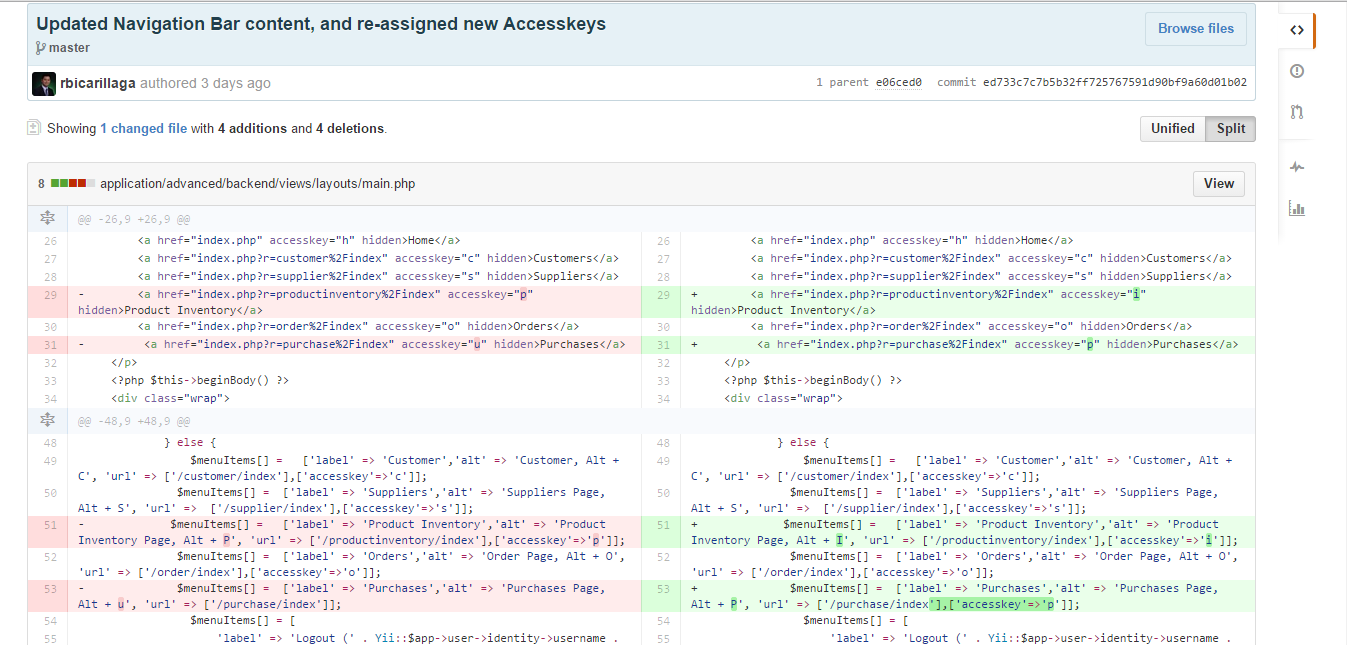 Updated Navigation Bar content, and re-assigned new Accesskeys
Browse files
master
rbicarillaga authored 3 days ago
1 parent e06ced0 commit ed733c7c7b5b32ff725767591d90bf9a60d01b02
Showing 1 changed file with 4 additions and 4 deletions.
Unified Split
8 application/advanced/backend/views/layouts/main.php
View
@@ -26,9 +26,9 @@
26 <a href="index.php" accesskey="h" hidden>Home</a> 26 <a href="index.php" accesskey="h" hidden>Home</a>
27 <a href="index.php?r=customer%2Findex" accesskey="c" hidden>Customers</a> 27 <a href="index.php?r=customer%2Findex" accesskey="c" hidden>Customers</a>
28 <a href="index.php?r=supplier%2Findex" accesskey="s" hidden>Suppliers</a> 28 <a href="index.php?r=supplier%2Findex" accesskey="s" hidden>Suppliers</a>
29 - <a href="index.php?r=productinventory%2Findex" accesskey="p" 29 + <a href="index.php?r=productinventory%2Findex" accesskey="i"
hidden>Product Inventory</a> hidden>Product Inventory</a>
30 <a href="index.php?r=order%2Findex" accesskey="o" hidden>Orders</a> 30 <a href="index.php?r=order%2Findex" accesskey="o" hidden>Orders</a>
31 - <a href="index.php?r=purchase%2Findex" accesskey="u" hidden>Purchases</a> 31 + <a href="index.php?r=purchase%2Findex" accesskey="p" hidden>Purchases</a>
32 </p> 32 </p>
33 <?php $this->beginBody() ?> 33 <?php $this->beginBody() ?>
34 <div class="wrap"> 34 <div class="wrap">
@@ -48,9 +48,9 @@
48 } else { 48 } else {
49 $menuItems[] = ['label' => 'Customer','alt' => 'Customer, Alt + 49 $menuItems[] = ['label' => 'Customer','alt' => 'Customer, Alt +
C', 'url' => ['/customer/index'],['accesskey'=>'c']]; C', 'url' => ['/customer/index'],['accesskey'=>'c']];
50 $menuItems[] = ['label' => 'Suppliers','alt' => 'Suppliers Page, 50 $menuItems[] = ['label' => 'Suppliers','alt' => 'Suppliers Page,
Alt + S', 'url' => ['/supplier/index'],['accesskey'=>'s']]; Alt + S', 'url' => ['/supplier/index'],['accesskey'=>'s']];
51 - $menuItems[] = ['label' => 'Product Inventory','alt' => 'Product 51 + $menuItems[] = ['label' => 'Product Inventory','alt' => 'Product
Inventory Page, Alt + P', 'url' => ['/productinventory/index'],['accesskey'=>'p']]; Inventory Page, Alt + I', 'url' => ['/productinventory/index'],['accesskey'=>'i']];
52 $menuItems[] = ['label' => 'Orders','alt' => 'Order Page, Alt + O', 52 $menuItems[] = ['label' => 'Orders','alt' => 'Order Page, Alt + O',
'url' => ['/order/index'],['accesskey'=>'o']]; 'url' => ['/order/index'],['accesskey'=>'o']];
53 - $menuItems[] = ['label' => 'Purchases','alt' => 'Purchases Page, 53 + $menuItems[] = ['label' => 'Purchases','alt' => 'Purchases Page,
Alt + u', 'url' => ['/purchase/index']]; Alt + P', 'url' => ['/purchase/index'],['accesskey'=>'p']];
54 $menuItems[] = [ 54 $menuItems[] = [
55 'label' => 'Logout (' . Yii::$app->user->identity->username . 55 'label' => 'Logout (' . Yii::$app->user->identity->username .